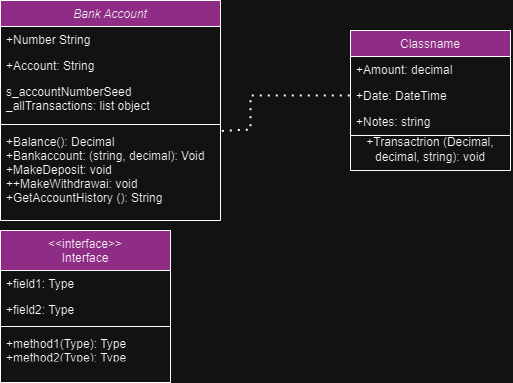 Bank Account
+Number String
+Account: String
s_accountNumberSeed
_allTransactions: list object
+Balance(): Decimal
+Bankaccount: (string, decimal): Void
+MakeDeposit: void
++MakeWithdrawai: void
+GetAccountHistory (): String
Classname
+Amount: decimal
+Date: DateTime
+Notes: string
+Transactrion (Decimal,
decimal, string): void
<<interface>>
Interface
+field1: Type
+field2: Type
+method1(Type): Type
+method2(Type): Type